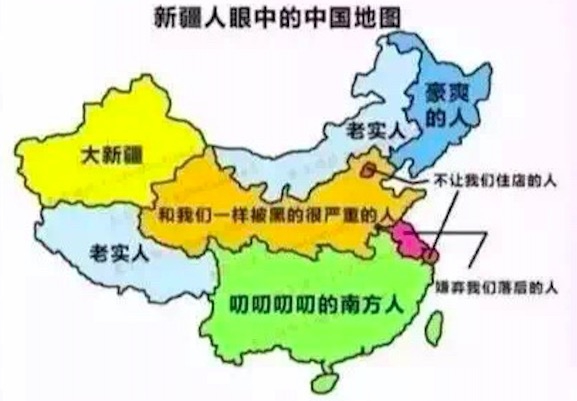 新疆人眼中的中国地图
豪爽
的人
老实人
大新疆
不让我们住店的人
和我们一样被黑的很严重的人
老实人
嫌弃我们落后的人
叨叨叨叨的南方人